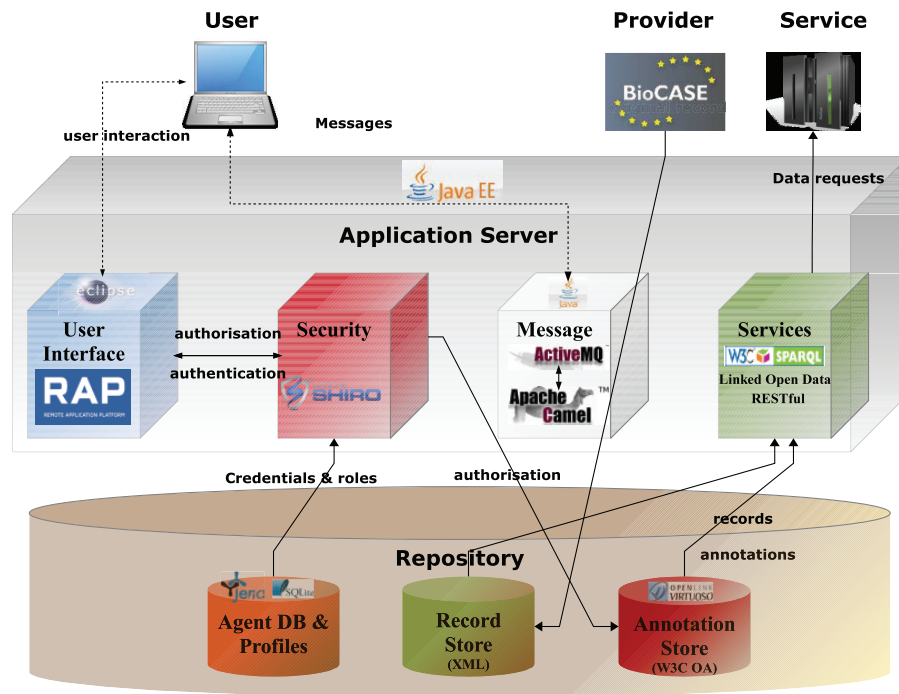 User
Provider
Service
BioCASE
user interaction
Messages
Java EE
Data requests
Application Server
eclipse
User
Interface
RAP
REMOTE APPLICATION PLATFORM
authorisation
authentication
Security
SHIRO
Java
Message
ActiveMQ
Apache
Camel
TM
Services
W3C SPARQL
Linked Open Data
RESTful
Credentials & roles
authorisation
records
annotations
Repository
Jena
SQLite
Agent DB &
Profiles
Record
Store
(XML)
OPENLINK
VIRTUOSO
Annotation
Store
(W3C OA)